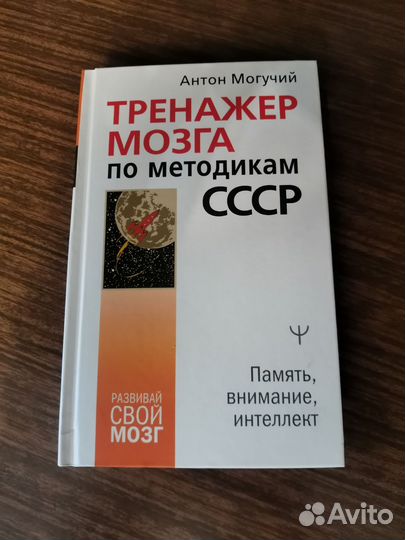 Антон Могучий
ТРЕНАЖЕР
МОЗГА
по методикам
СССР
Ψ
Память,
внимание,
интеллект
РАЗВИВАЙ
СВОЙ
МОЗГ
Avito